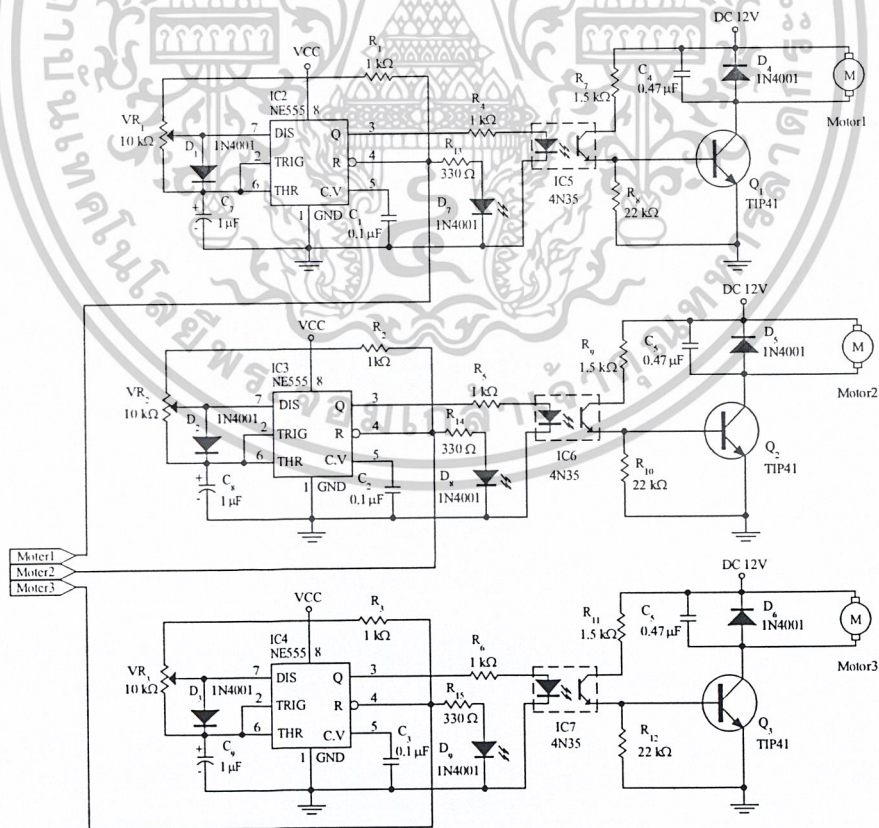 DC 12V
VCC
R1
1 kΩ
IC2
NE555 8
VR1
10 kΩ
D1
1N4001
7 DIS
2 TRIG
6 THR
Q 3
R 4
C.V 5
1 GND
C7
1 μF
C1
0.1 μF
R4
1 kΩ
R13
330 Ω
D7
1N4001
IC5
4N35
R7
1.5 kΩ
C4
0.47 μF
D4
1N4001
M
Motor1
R8
22 kΩ
Q1
TIP41
DC 12V
VCC
R2
1kΩ
IC3
NE555 8
VR2
10 kΩ
D2
1N4001
7 DIS
2 TRIG
6 THR
Q 3
R 4
C.V 5
1 GND
C8
1 μF
C2
0.1 μF
R5
1 kΩ
R14
330 Ω
D8
1N4001
IC6
4N35
R9
1.5 kΩ
C5
0.47 μF
D5
1N4001
M
Motor2
R10
22 kΩ
Q2
TIP41
Moter1
Moter2
Moter3
DC 12V
VCC
R3
1 kΩ
IC4
NE555 8
VR3
10 kΩ
D3
1N4001
7 DIS
2 TRIG
6 THR
Q 3
R 4
C.V 5
1 GND
C9
1 μF
C3
0.1 μF
R6
1 kΩ
R15
330 Ω
D9
1N4001
IC7
4N35
R11
1.5 kΩ
C5
0.47 μF
D6
1N4001
M
Motor3
R12
22 kΩ
Q3
TIP41